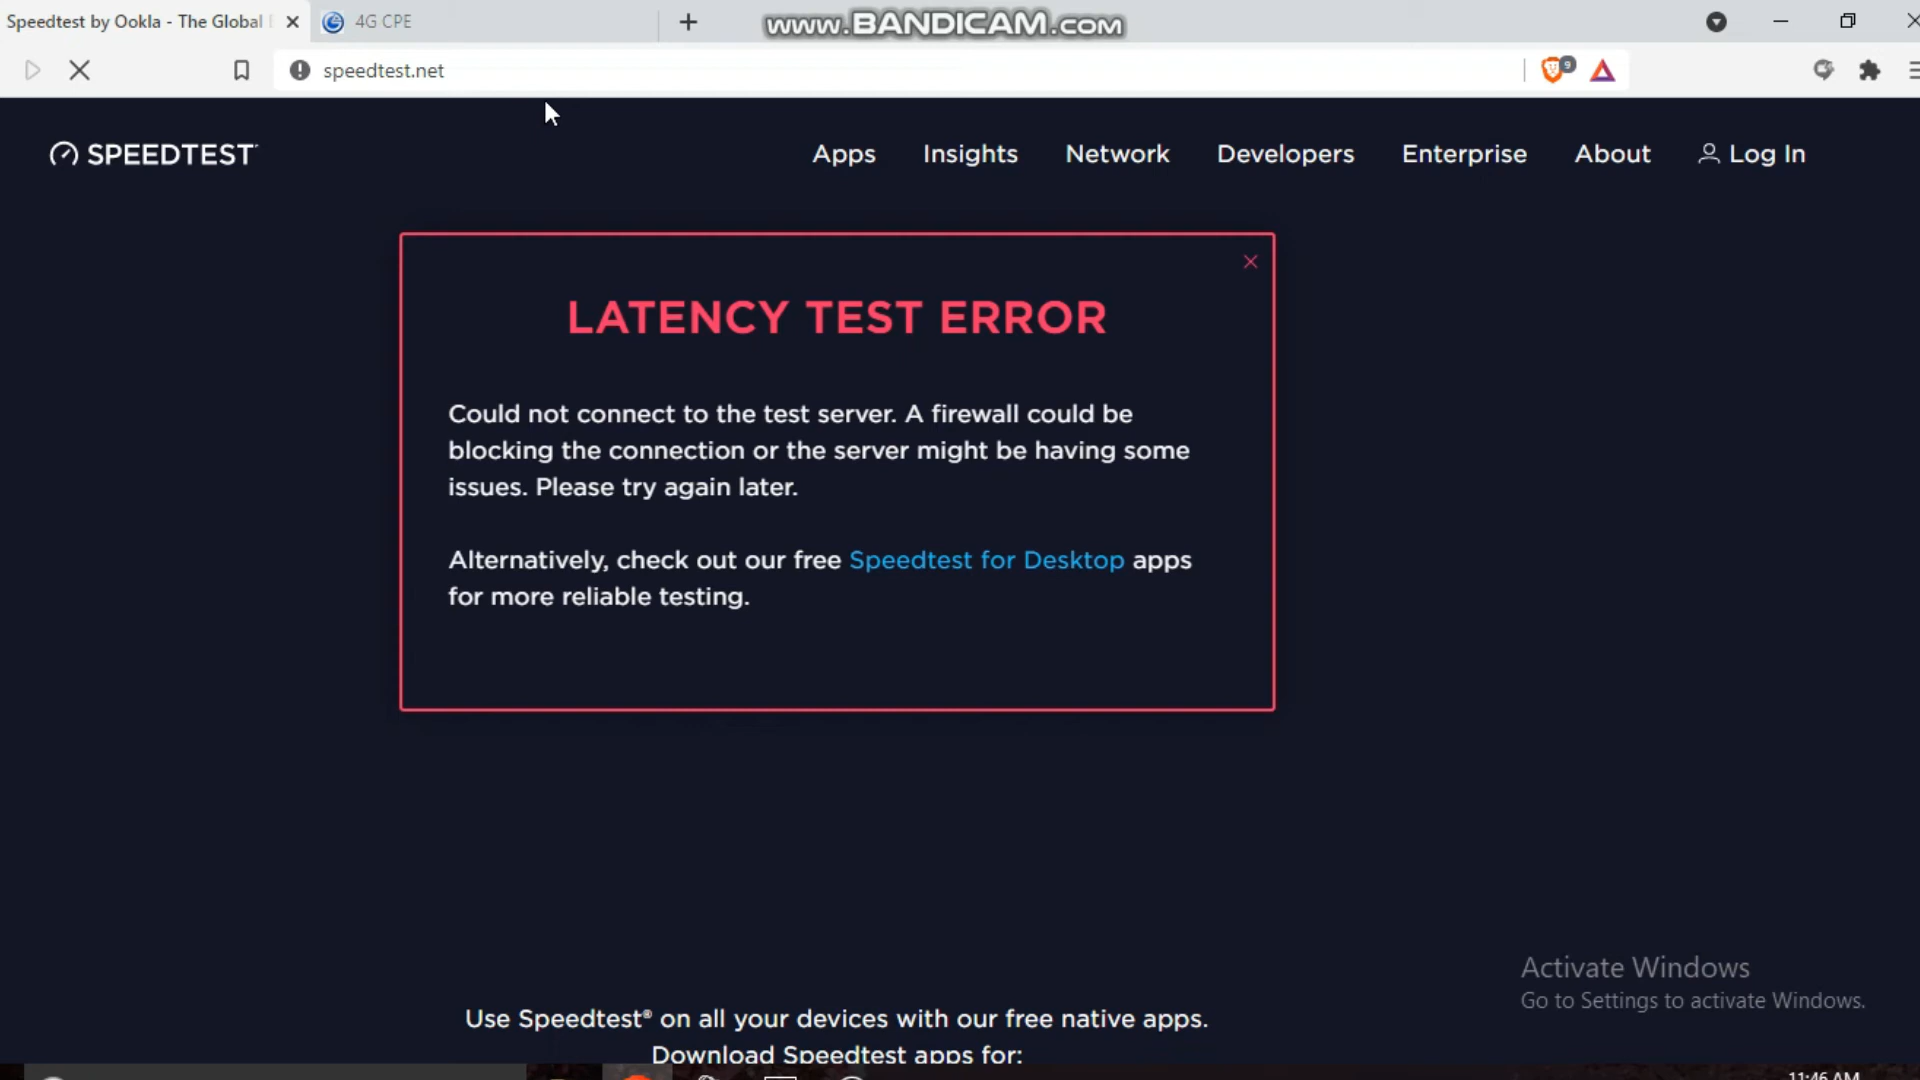 Speedtest by Ookla - The Global
4G CPE
www.BANDICAM.com
speedtest.net
9
SPEEDTEST
Apps
Insights
Network
Developers
Enterprise
About
Log In
LATENCY TEST ERROR
Could not connect to the test server. A firewall could be
blocking the connection or the server might be having some
issues. Please try again later.
Alternatively, check out our free Speedtest for Desktop apps
for more reliable testing.
Activate Windows
Go to Settings to activate Windows.
Use Speedtest® on all your devices with our free native apps.
Download Speedtest apps for:
11:46 AM